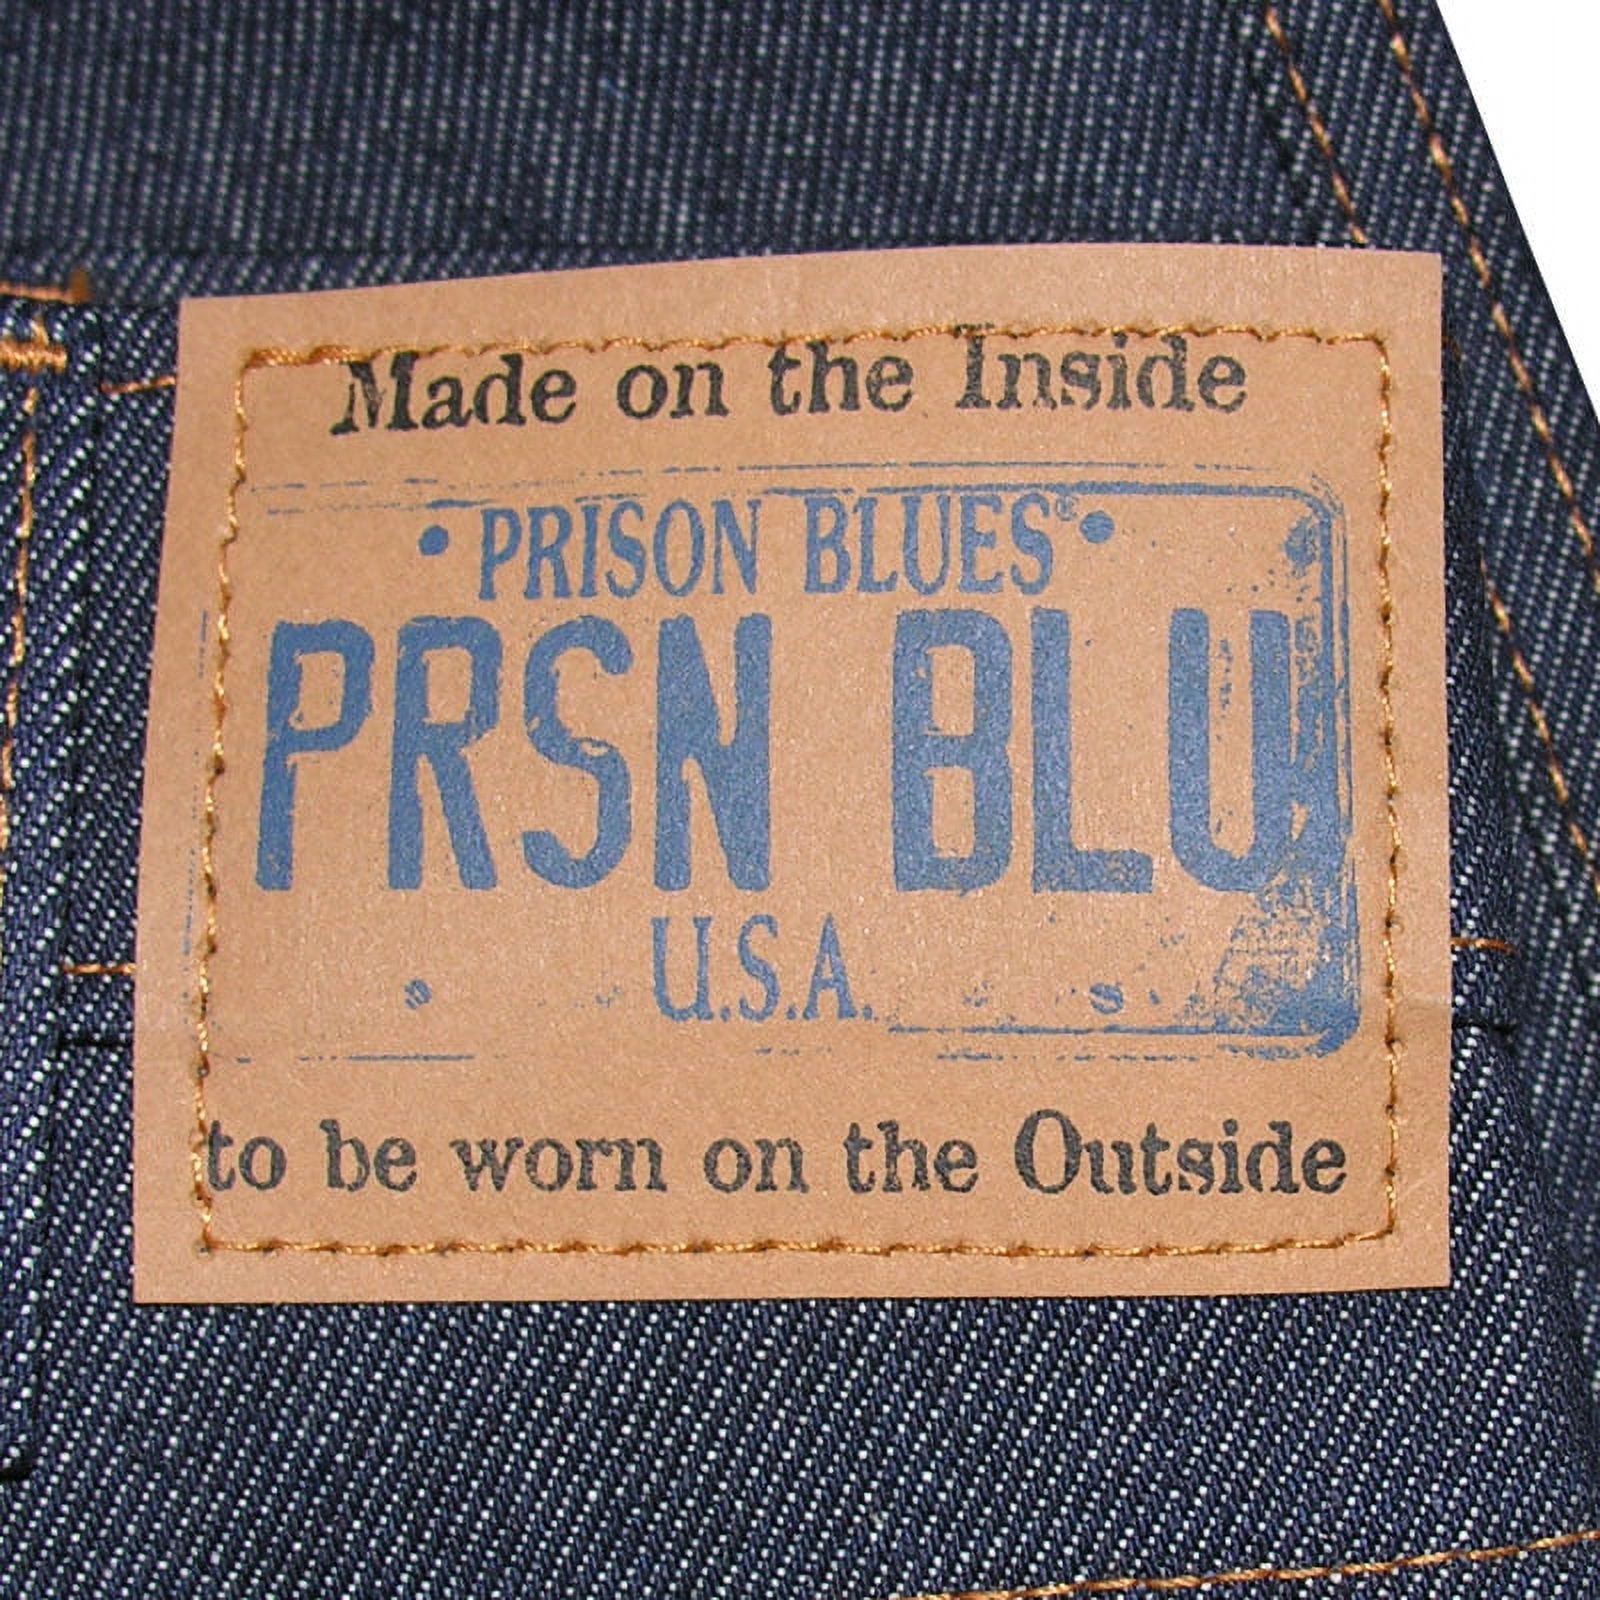 Made on the Inside
• PRISON BLUES® •
PRSN BLU
U.S.A.
to be worn on the Outside